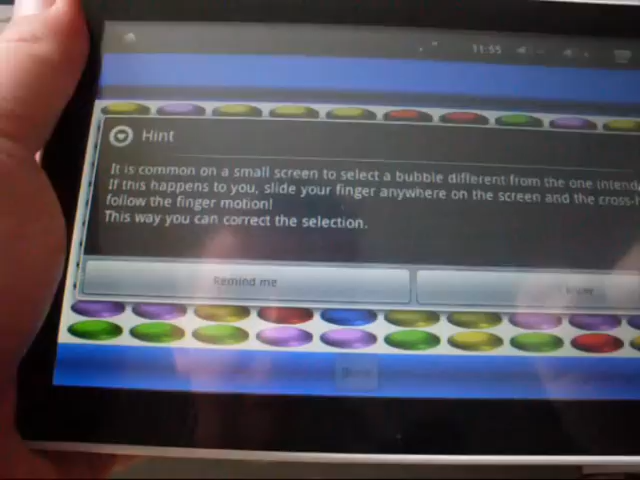 11:55
Hint
It is common on a small screen to select a bubble different from the one intend
If this happens to you, slide your finger anywhere on the screen and the cross-h
follow the finger motion!
This way you can correct the selection.
Remind me